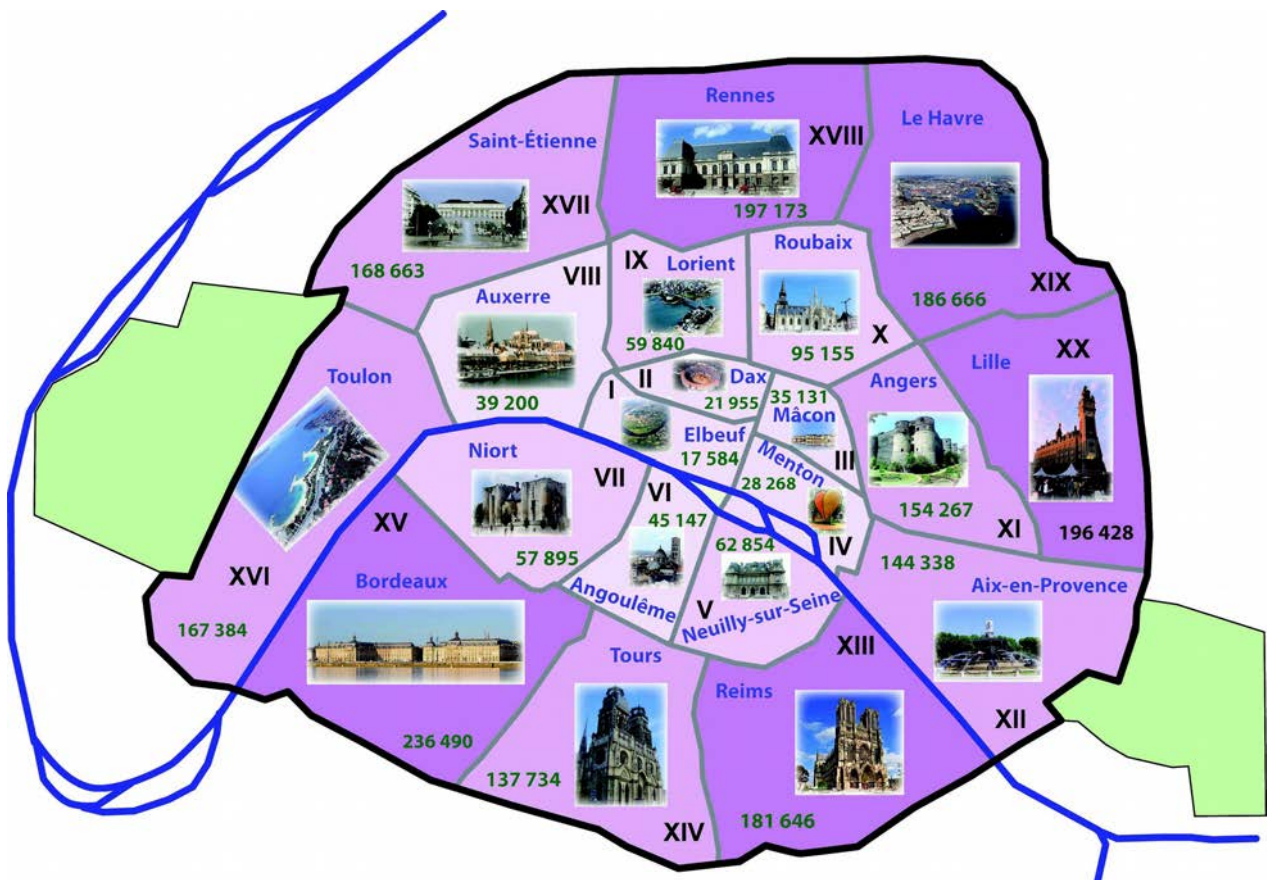 Rennes
XVIII
197 173
Le Havre
186 666
XIX
Saint-Étienne
XVII
168 663
VIII
Auxerre
39 200
IX
Lorient
59 840
Roubaix
95 155
X
Lille
XX
196 428
Toulon
XVI
167 384
I
Elbeuf
17 584
II
Dax
21 955
35 131
Mâcon
III
Angers
154 267
XI
Niort
VII
57 895
VI
45 147
Angoulême
Menton
28 268
IV
62 854
V
Neuilly-sur-Seine
144 338
Aix-en-Provence
XII
XV
Bordeaux
236 490
Tours
137 734
XIV
XIII
Reims
181 646